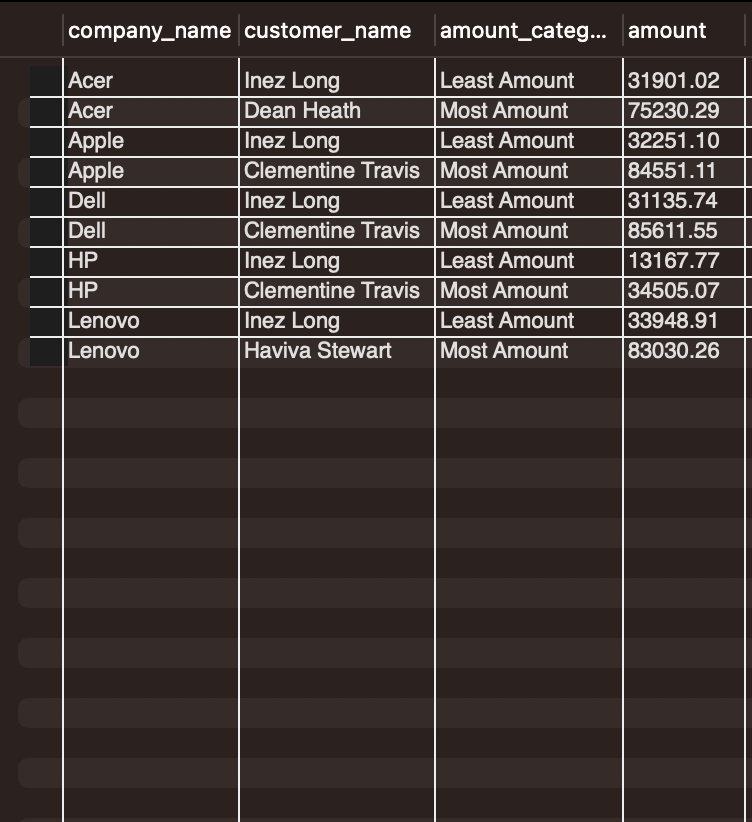 company_name customer_name amount_categ... amount
Acer Inez Long Least Amount 31901.02
Acer Dean Heath Most Amount 75230.29
Apple Inez Long Least Amount 32251.10
Apple Clementine Travis Most Amount 84551.11
Dell Inez Long Least Amount 31135.74
Dell Clementine Travis Most Amount 85611.55
HP Inez Long Least Amount 13167.77
HP Clementine Travis Most Amount 34505.07
Lenovo Inez Long Least Amount 33948.91
Lenovo Haviva Stewart Most Amount 83030.26